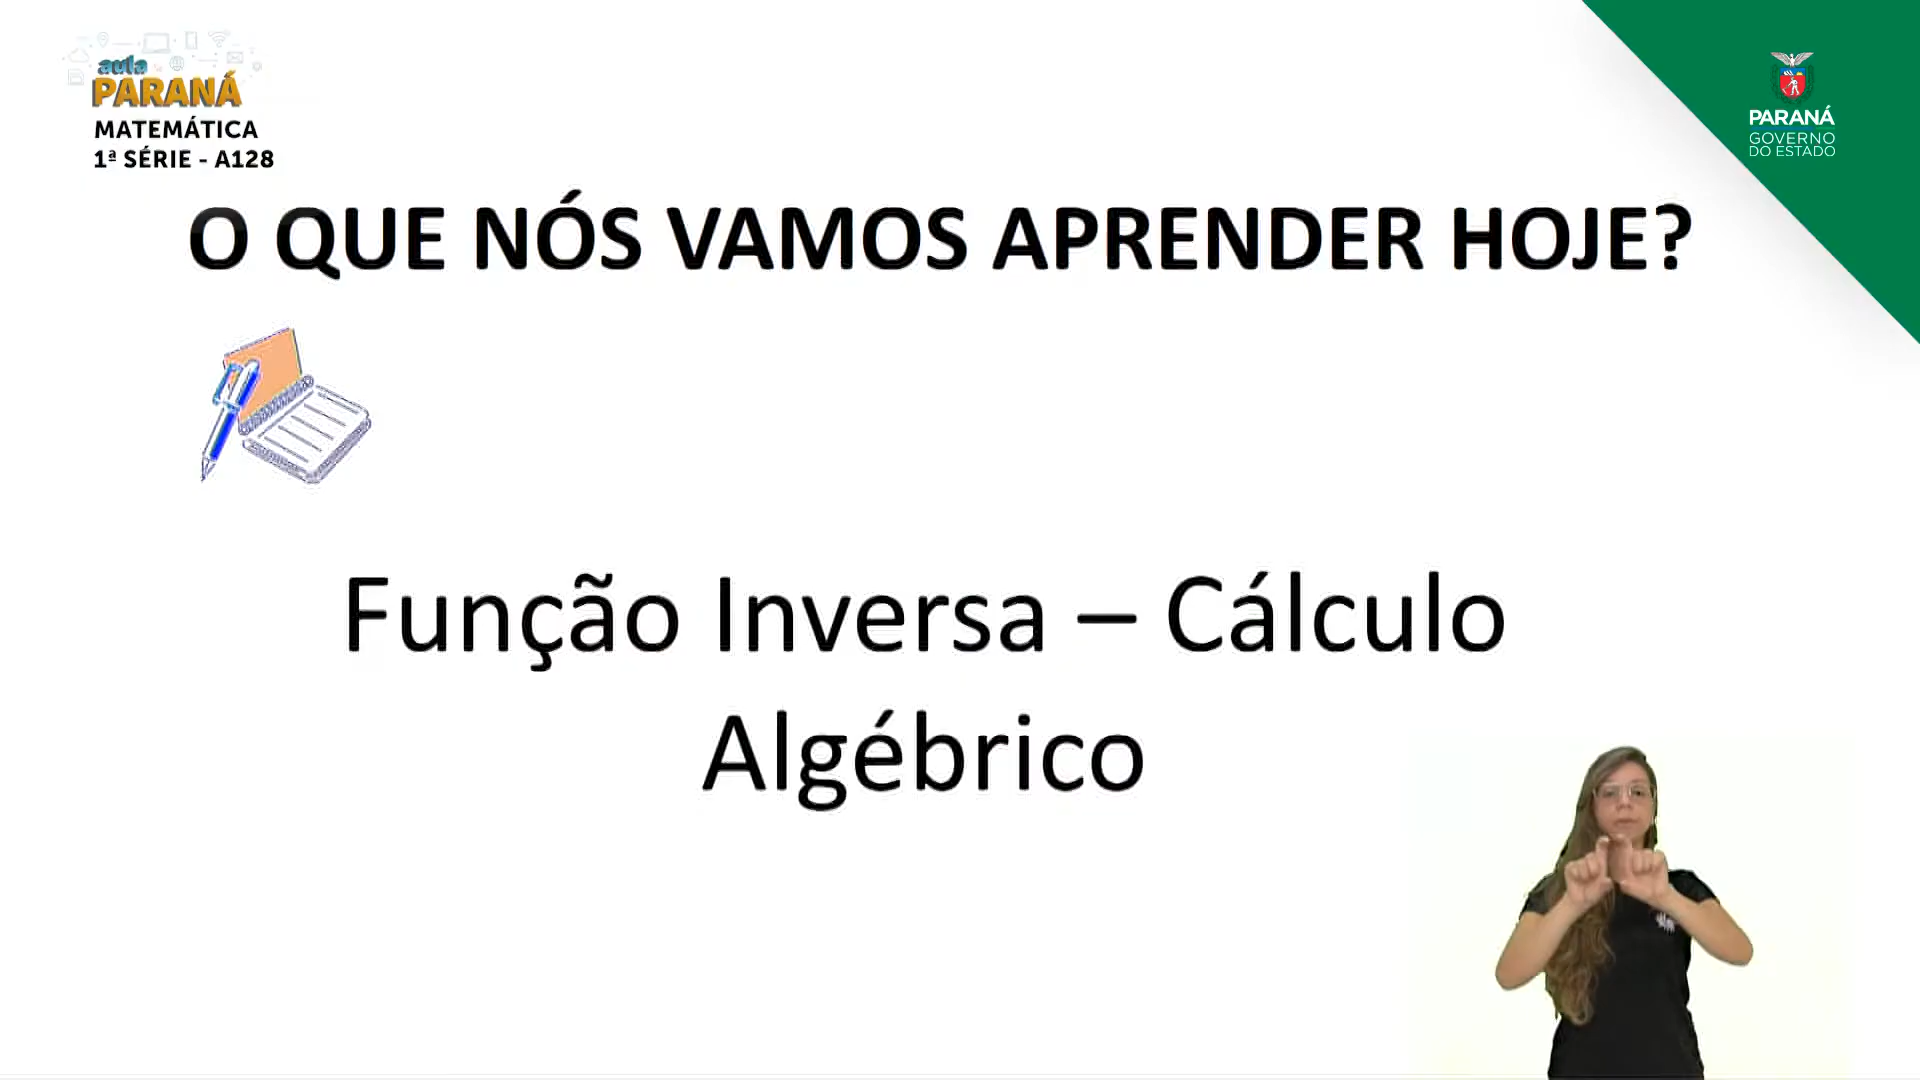 aula
PARANÁ
MATEMÁTICA
1ª SÉRIE - A128
PARANÁ
GOVERNO
DO ESTADO
O QUE NÓS VAMOS APRENDER HOJE?
Função Inversa – Cálculo
Algébrico